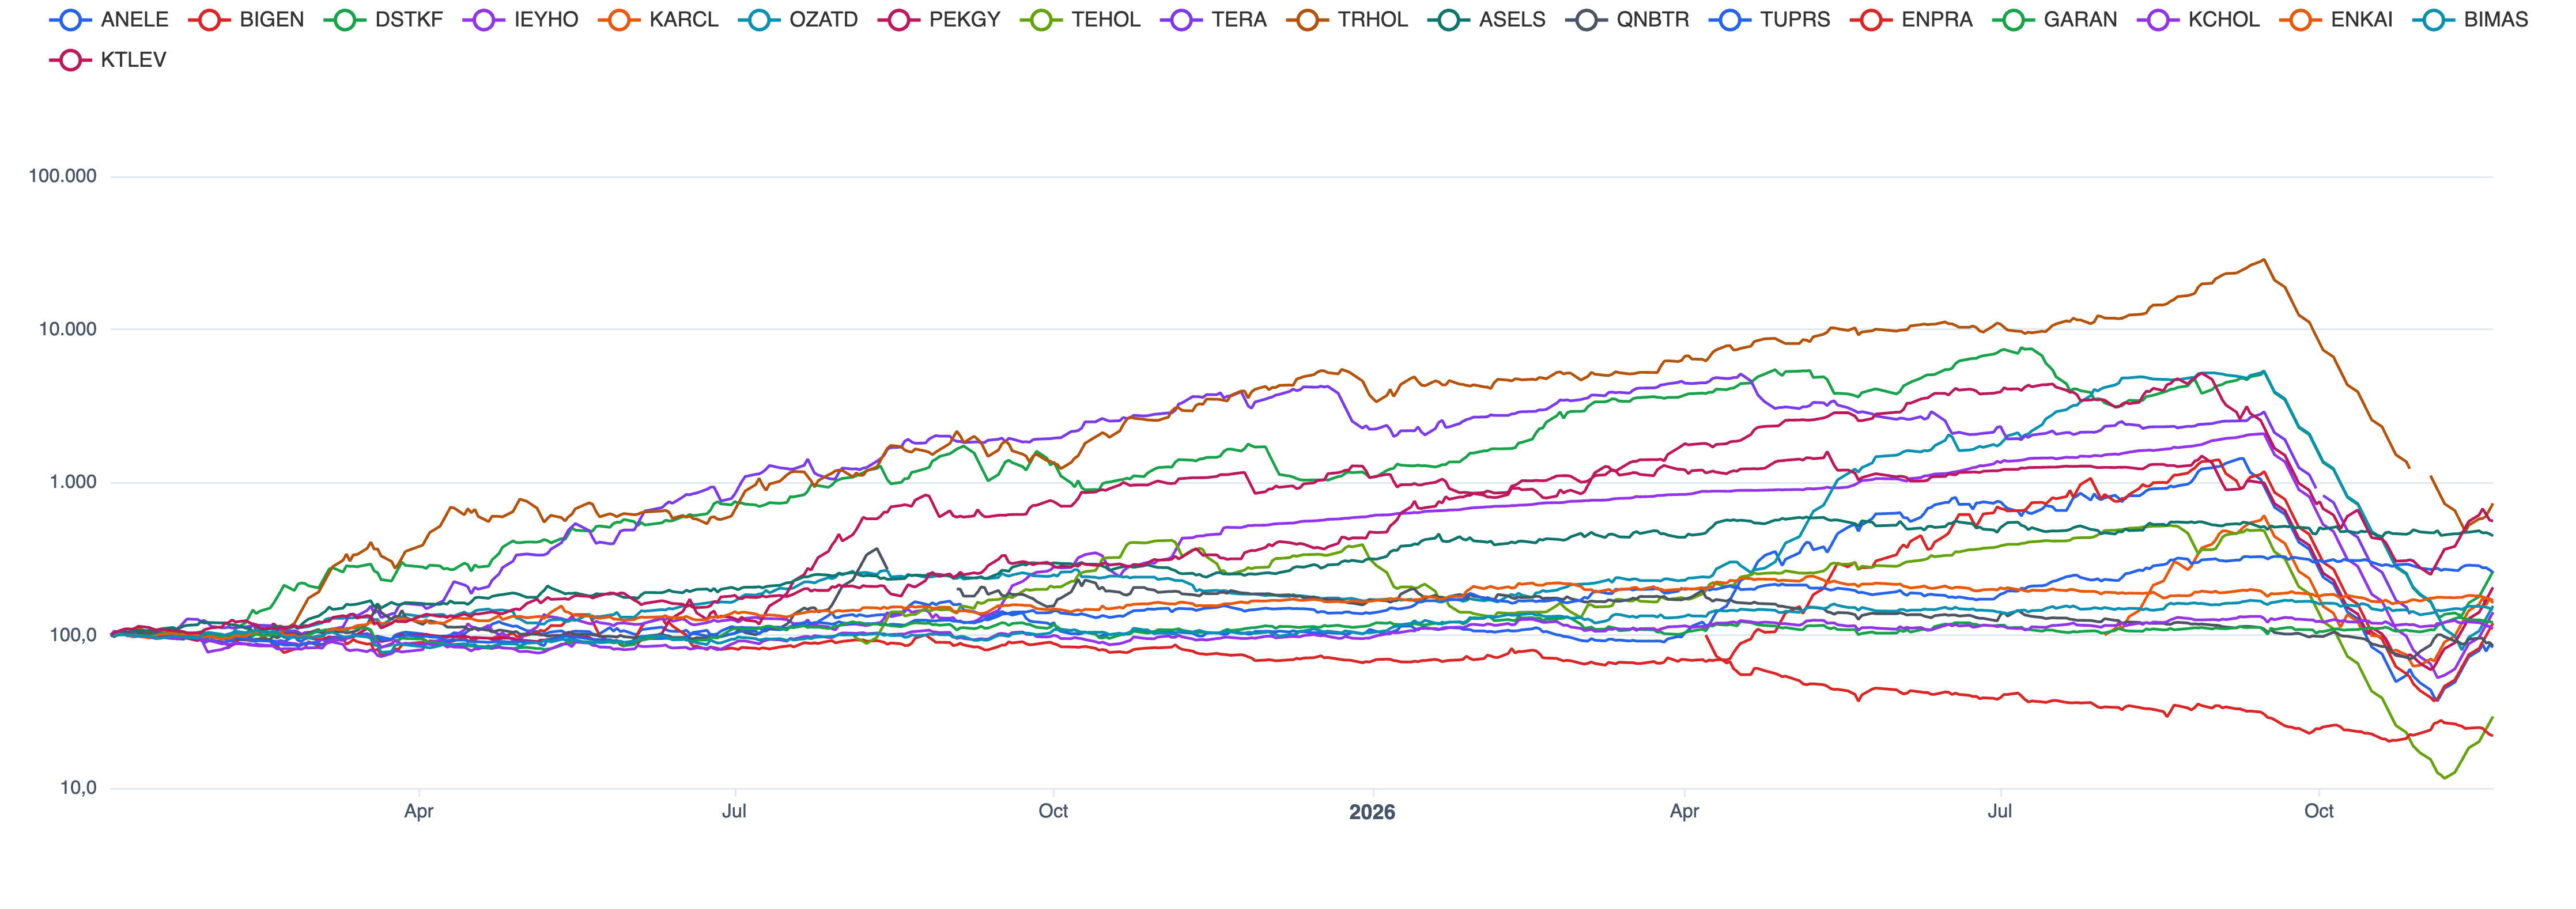 ANELE BIGEN DSTKF IEYHO KARCL OZATD PEKGY TEHOL TERA TRHOL ASELS QNBTR TUPRS ENPRA GARAN KCHOL ENKAI BIMAS
KTLEV
100.000
10.000
1.000
100,0
10,0
Apr Jul Oct 2026 Apr Jul Oct